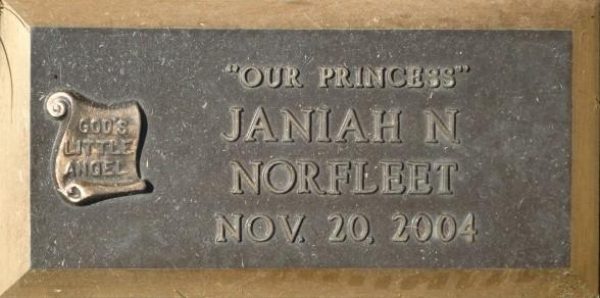 "OUR PRINCESS"
JANIAH N
NORFLEET
NOV. 20, 2004
GOD'S
LITTLE
ANGEL